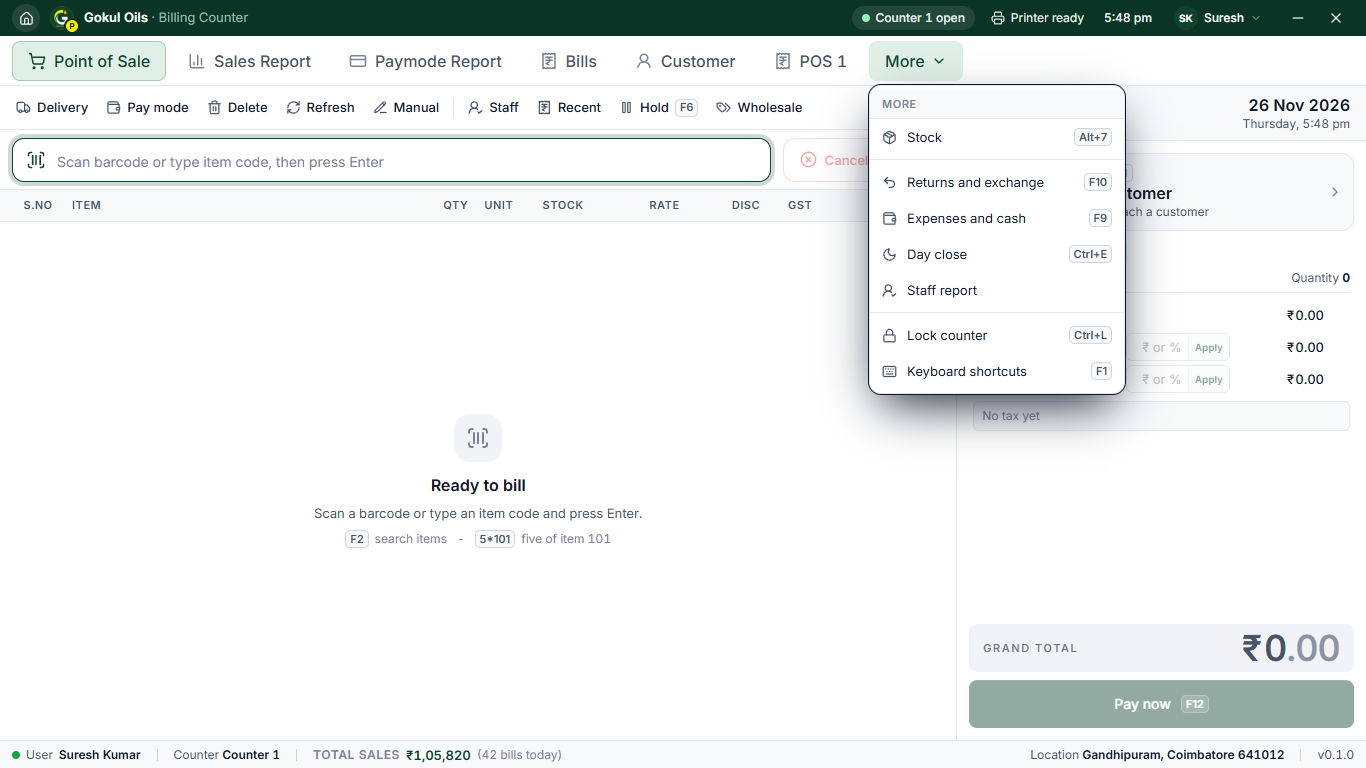 Gokul Oils · Billing Counter
Counter 1 open
Printer ready
5:48 pm
SK Suresh
Point of Sale
Sales Report
Paymode Report
Bills
Customer
POS 1
More
Delivery
Pay mode
Delete
Refresh
Manual
Staff
Recent
Hold F6
Wholesale
26 Nov 2026
Thursday, 5:48 pm
Scan barcode or type item code, then press Enter
Cancel
MORE
Stock Alt+7
Returns and exchange F10
Expenses and cash F9
Day close Ctrl+E
Staff report
Lock counter Ctrl+L
Keyboard shortcuts F1
S.NO ITEM QTY UNIT STOCK RATE DISC GST
Quantity 0
₹0.00
₹ or % Apply ₹0.00
₹ or % Apply ₹0.00
No tax yet
Ready to bill
Scan a barcode or type an item code and press Enter.
F2 search items - 5*101 five of item 101
GRAND TOTAL ₹0.00
Pay now F12
User Suresh Kumar
Counter Counter 1
TOTAL SALES ₹1,05,820 (42 bills today)
Location Gandhipuram, Coimbatore 641012
v0.1.0